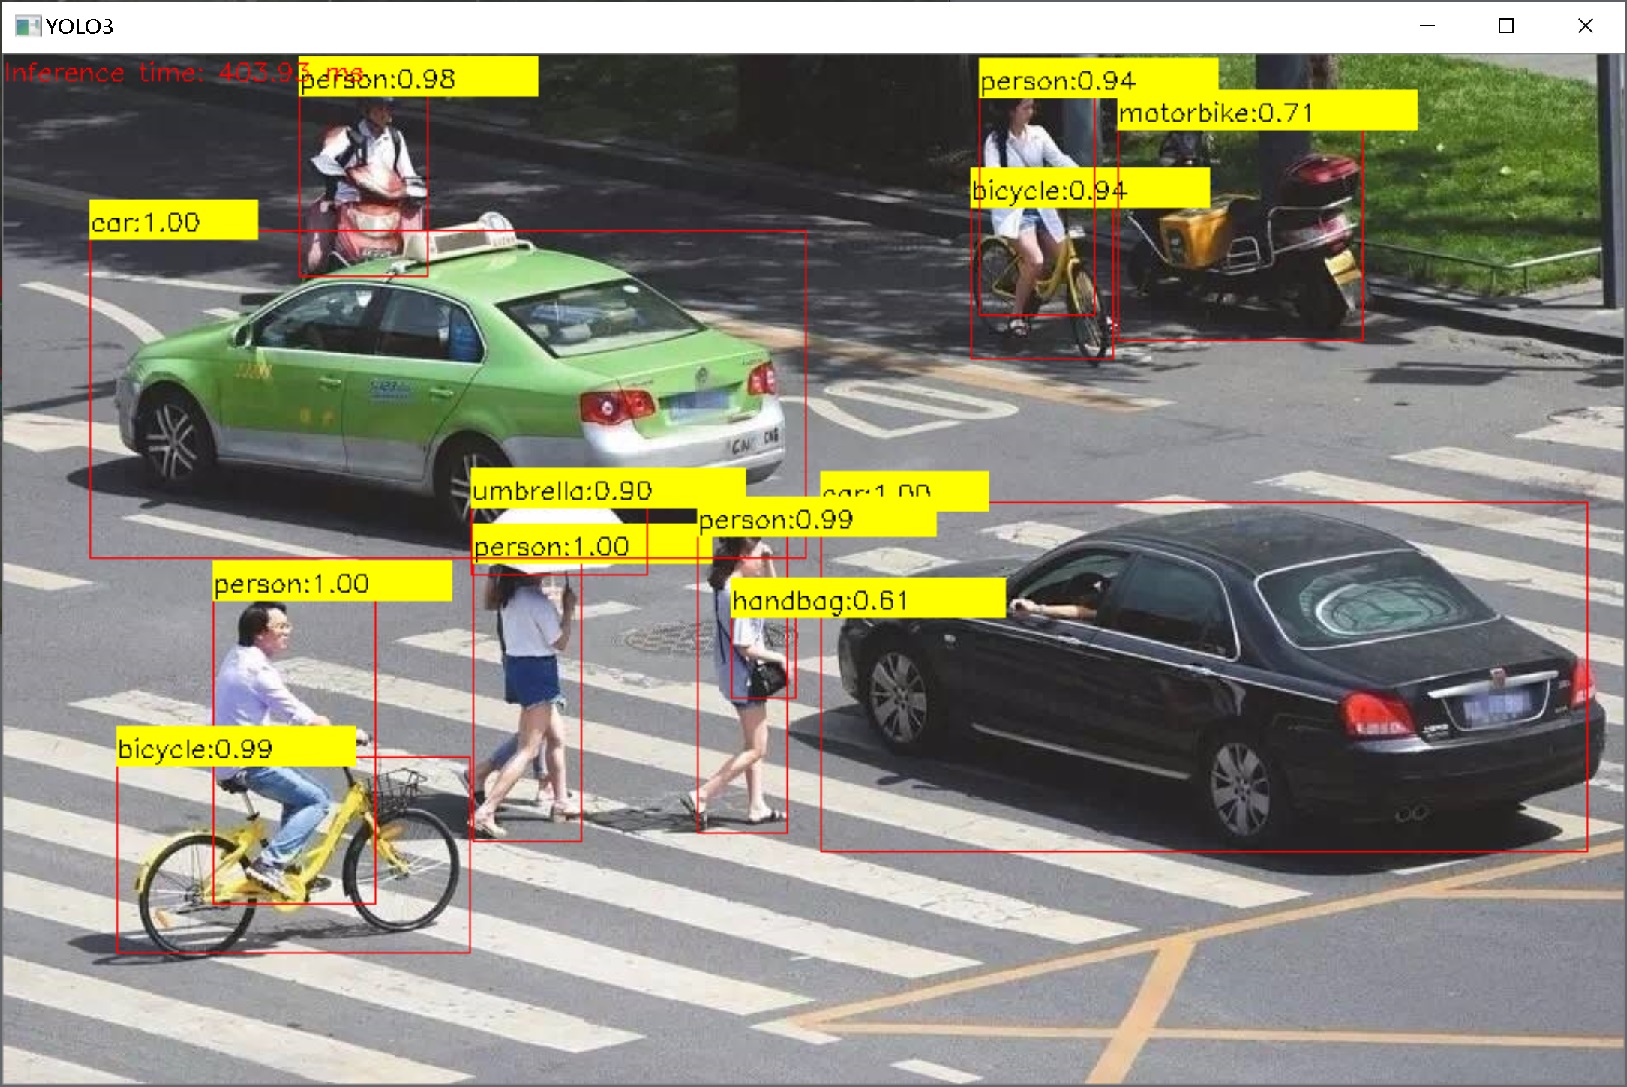 YOLO3
Inference time: 403.93 ms
person:0.98
person:0.94
motorbike:0.71
bicycle:0.94
car:1.00
umbrella:0.90
car:1.00
person:0.99
person:1.00
person:1.00
handbag:0.61
bicycle:0.99
CNG